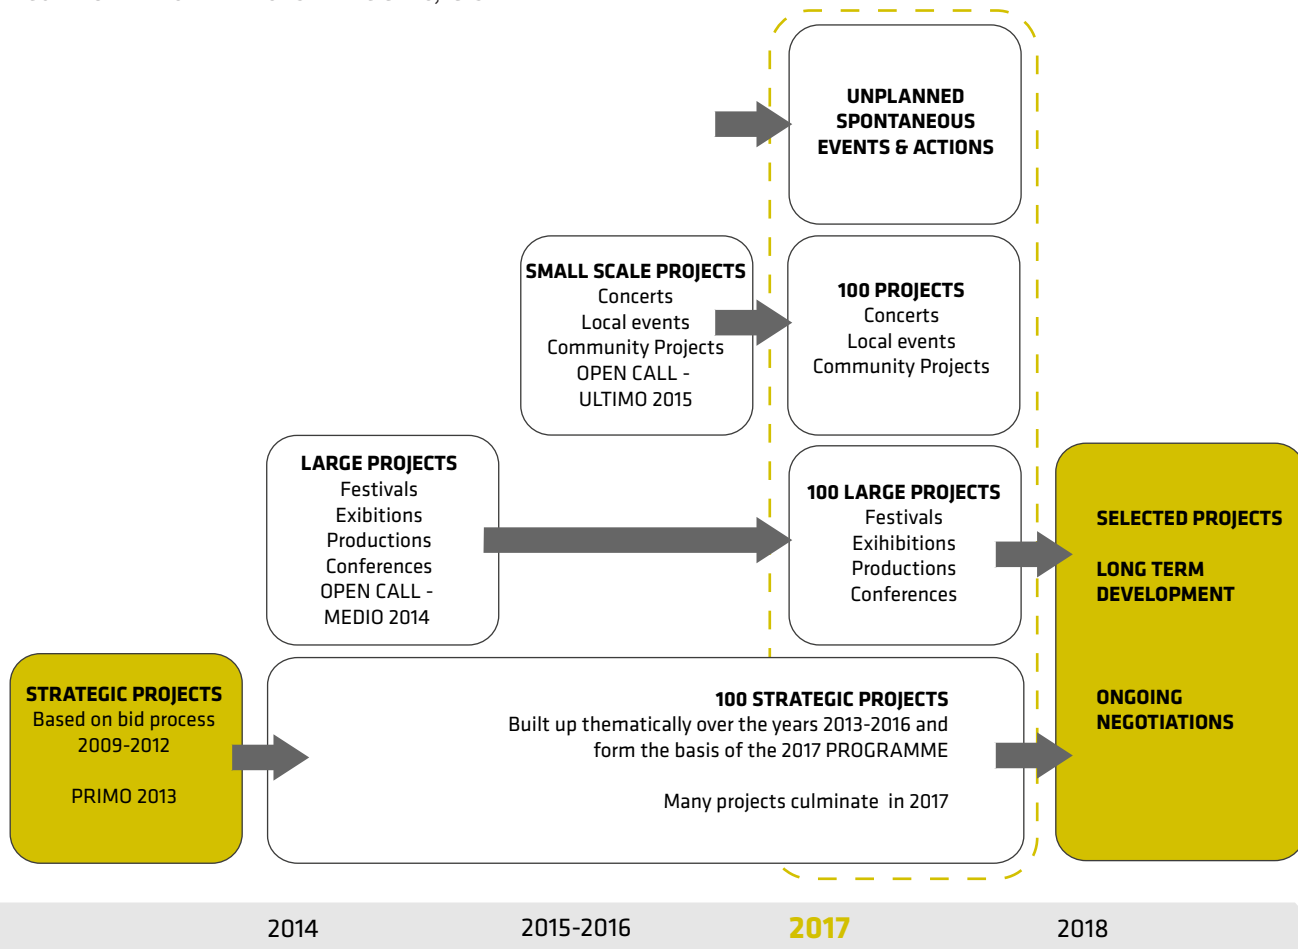 UNPLANNED
SPONTANEOUS
EVENTS & ACTIONS
SMALL SCALE PROJECTS
Concerts
Local events
Community Projects
OPEN CALL -
ULTIMO 2015
100 PROJECTS
Concerts
Local events
Community Projects
LARGE PROJECTS
Festivals
Exibitions
Productions
Conferences
OPEN CALL -
MEDIO 2014
100 LARGE PROJECTS
Festivals
Exihibitions
Productions
Conferences
SELECTED PROJECTS
LONG TERM
DEVELOPMENT
ONGOING
NEGOTIATIONS
STRATEGIC PROJECTS
Based on bid process
2009-2012
PRIMO 2013
100 STRATEGIC PROJECTS
Built up thematically over the years 2013-2016 and
form the basis of the 2017 PROGRAMME
Many projects culminate in 2017
2014
2015-2016
2017
2018